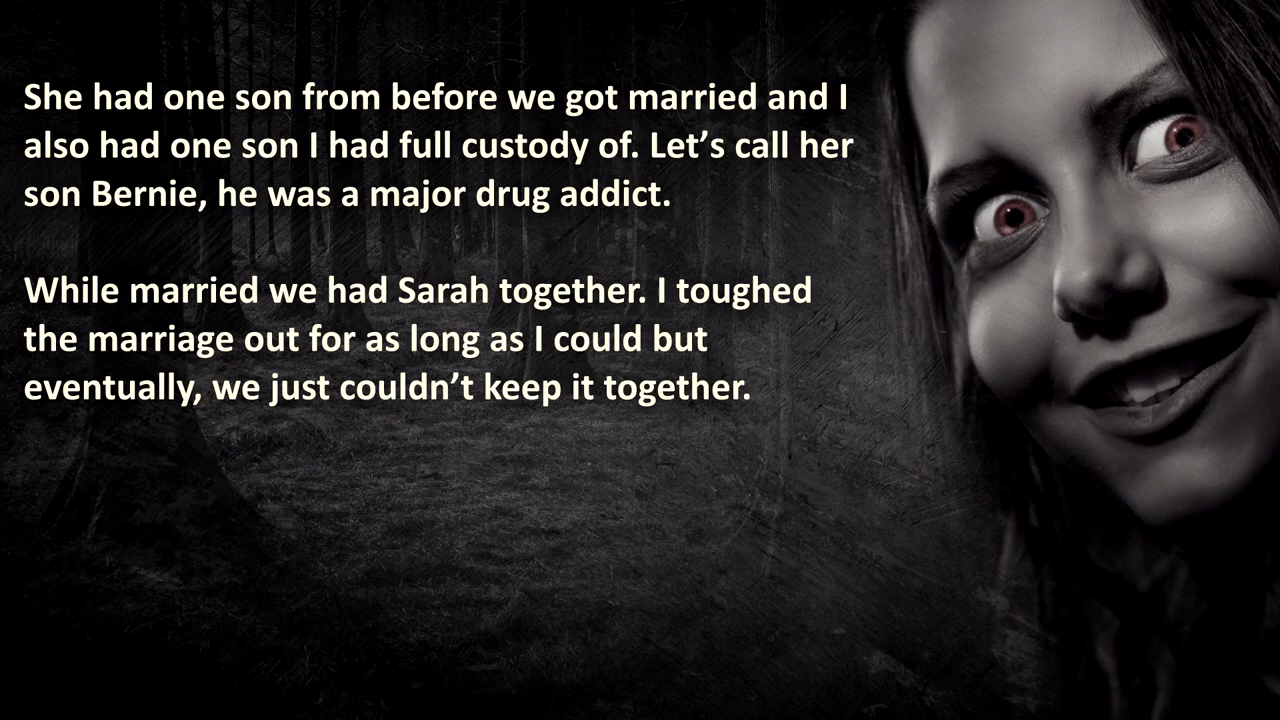 She had one son from before we got married and I
also had one son I had full custody of. Let’s call her
son Bernie, he was a major drug addict.
While married we had Sarah together. I toughed
the marriage out for as long as I could but
eventually, we just couldn’t keep it together.